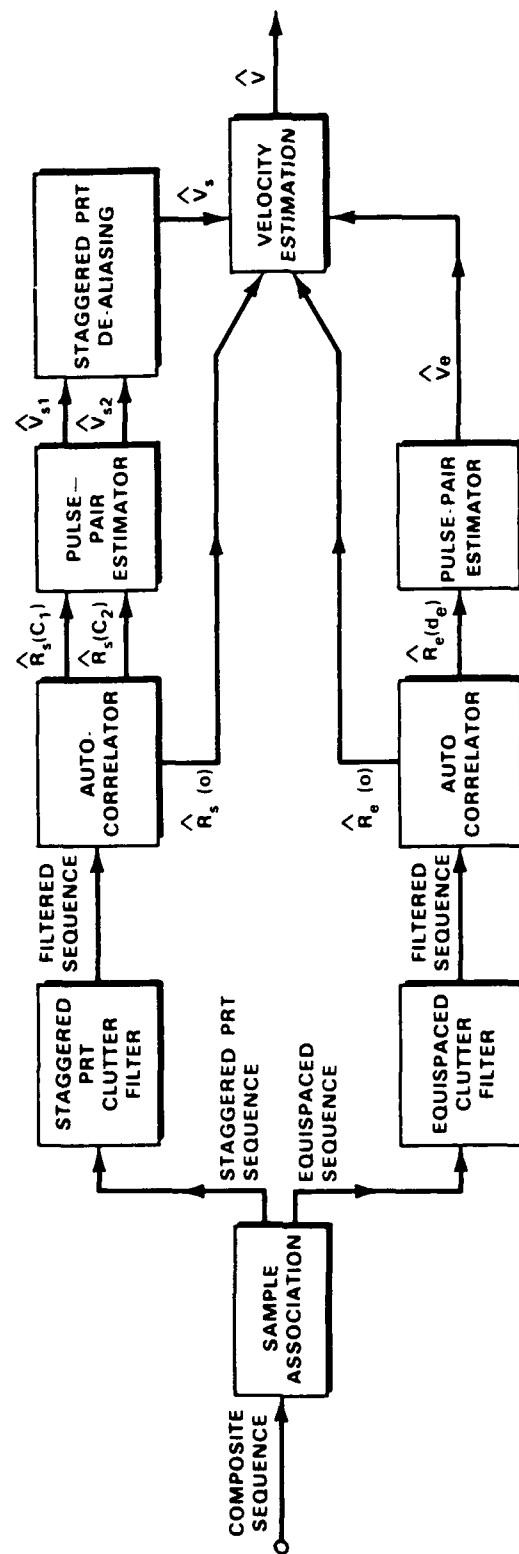 COMPOSITE SEQUENCE
SAMPLE
ASSOCIATION
STAGGERED PRT
SEQUENCE
EQUISPACED
SEQUENCE
STAGGERED
PRT
CLUTTER
FILTER
FILTERED
SEQUENCE
AUTO-
CORRELATOR
R̂s(C1)
R̂s(C2)
R̂s(o)
PULSE–
PAIR
ESTIMATOR
V̂s1
V̂s2
STAGGERED PRT
DE-ALIASING
V̂s
VELOCITY
ESTIMATION
V̂
EQUISPACED
CLUTTER
FILTER
FILTERED
SEQUENCE
AUTO
CORRELATOR
R̂e(o)
R̂e(de)
PULSE-PAIR
ESTIMATOR
V̂e